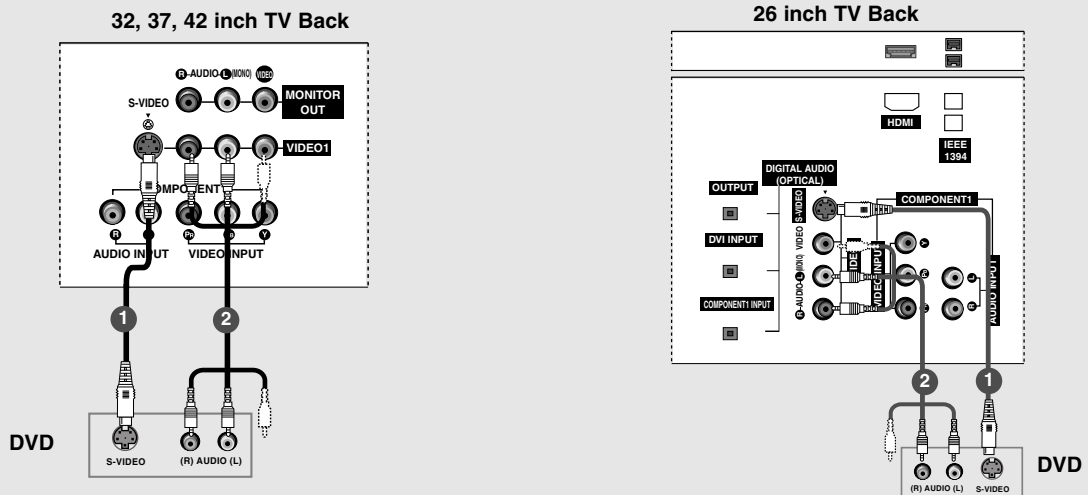 32, 37, 42 inch TV Back
R AUDIO L (MONO) VIDEO
S-VIDEO
MONITOR
OUT
VIDEO1
R
AUDIO INPUT
VIDEO INPUT
PR
Y
1
2
DVD
S-VIDEO
(R) AUDIO (L)
26 inch TV Back
HDMI
IEEE
1394
DIGITAL AUDIO
(OPTICAL)
OUTPUT
DVI INPUT
COMPONENT1 INPUT
S-VIDEO
VIDEO
R AUDIO L (MONO)
COMPONENT1
VIDEO INPUT
Y
L
R
AUDIO INPUT
2
1
(R) AUDIO (L)
S-VIDEO
DVD